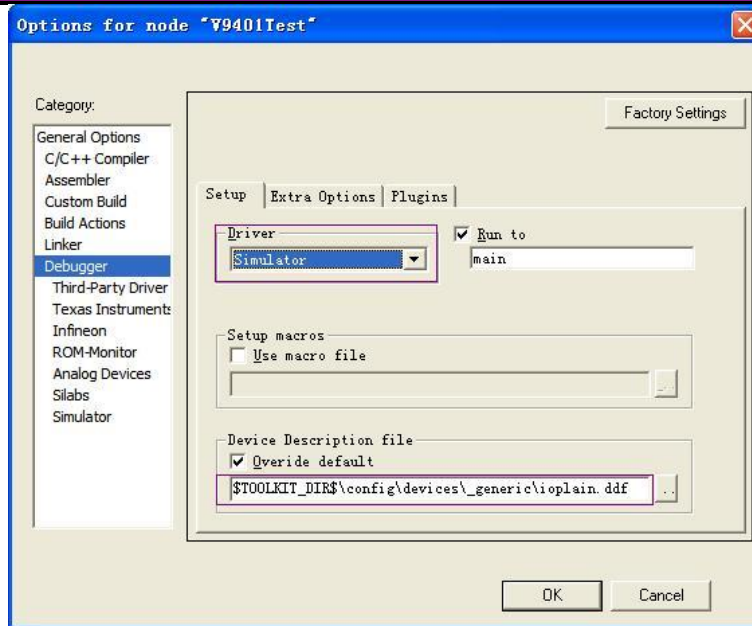 Options for node "V9401Test"
Category:
Factory Settings
General Options
C/C++ Compiler
Assembler
Custom Build
Build Actions
Linker
Debugger
Third-Party Driver
Texas Instruments
Infineon
ROM-Monitor
Analog Devices
Silabs
Simulator
Setup
Extra Options
Plugins
Driver
Simulator
Run to
main
Setup macros
Use macro file
...
Device Description file
Overide default
$TOOLKIT_DIR$\config\devices\_generic\ioplain.ddf
..
OK
Cancel